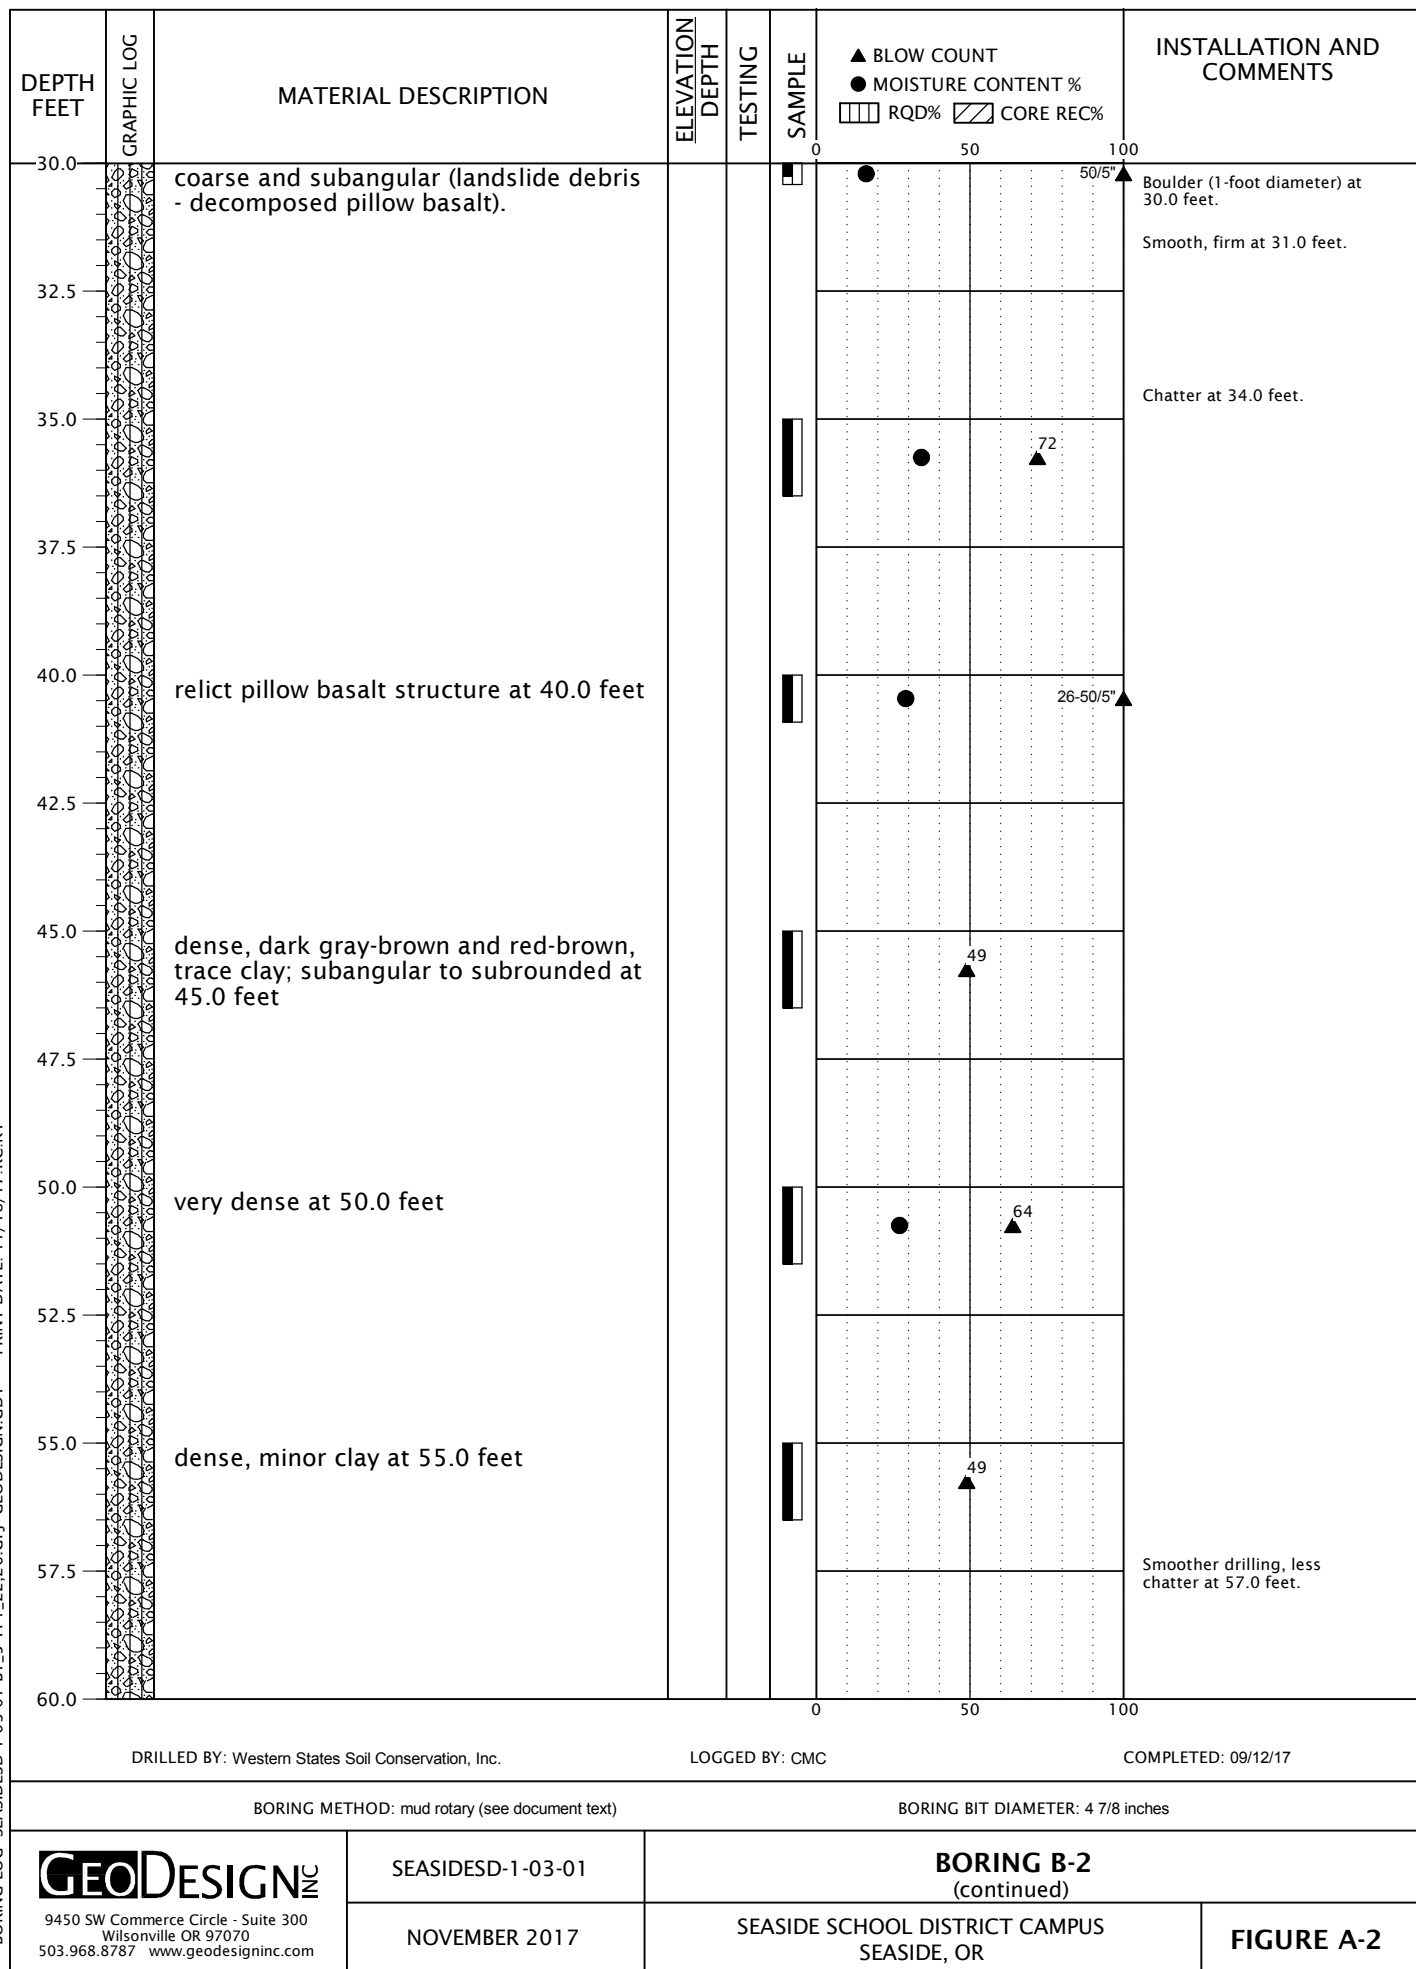 DEPTH
FEET
GRAPHIC LOG
MATERIAL DESCRIPTION
ELEVATION
DEPTH
TESTING
SAMPLE
▲ BLOW COUNT
● MOISTURE CONTENT %
RQD% CORE REC%
INSTALLATION AND
COMMENTS
0 50 100
30.0
coarse and subangular (landslide debris
- decomposed pillow basalt).
50/5"
Boulder (1-foot diameter) at
30.0 feet.
Smooth, firm at 31.0 feet.
32.5
Chatter at 34.0 feet.
35.0
72
37.5
40.0
relict pillow basalt structure at 40.0 feet
26-50/5"
42.5
45.0
dense, dark gray-brown and red-brown,
trace clay; subangular to subrounded at
45.0 feet
49
47.5
50.0
very dense at 50.0 feet
64
52.5
55.0
dense, minor clay at 55.0 feet
49
57.5
Smoother drilling, less
chatter at 57.0 feet.
60.0
0 50 100
DRILLED BY: Western States Soil Conservation, Inc.
LOGGED BY: CMC
COMPLETED: 09/12/17
BORING METHOD: mud rotary (see document text)
BORING BIT DIAMETER: 4 7/8 inches
GEODESIGN INC
9450 SW Commerce Circle - Suite 300
Wilsonville OR 97070
503.968.8787 www.geodesigninc.com
SEASIDESD-1-03-01
NOVEMBER 2017
BORING B-2
(continued)
SEASIDE SCHOOL DISTRICT CAMPUS
SEASIDE, OR
FIGURE A-2